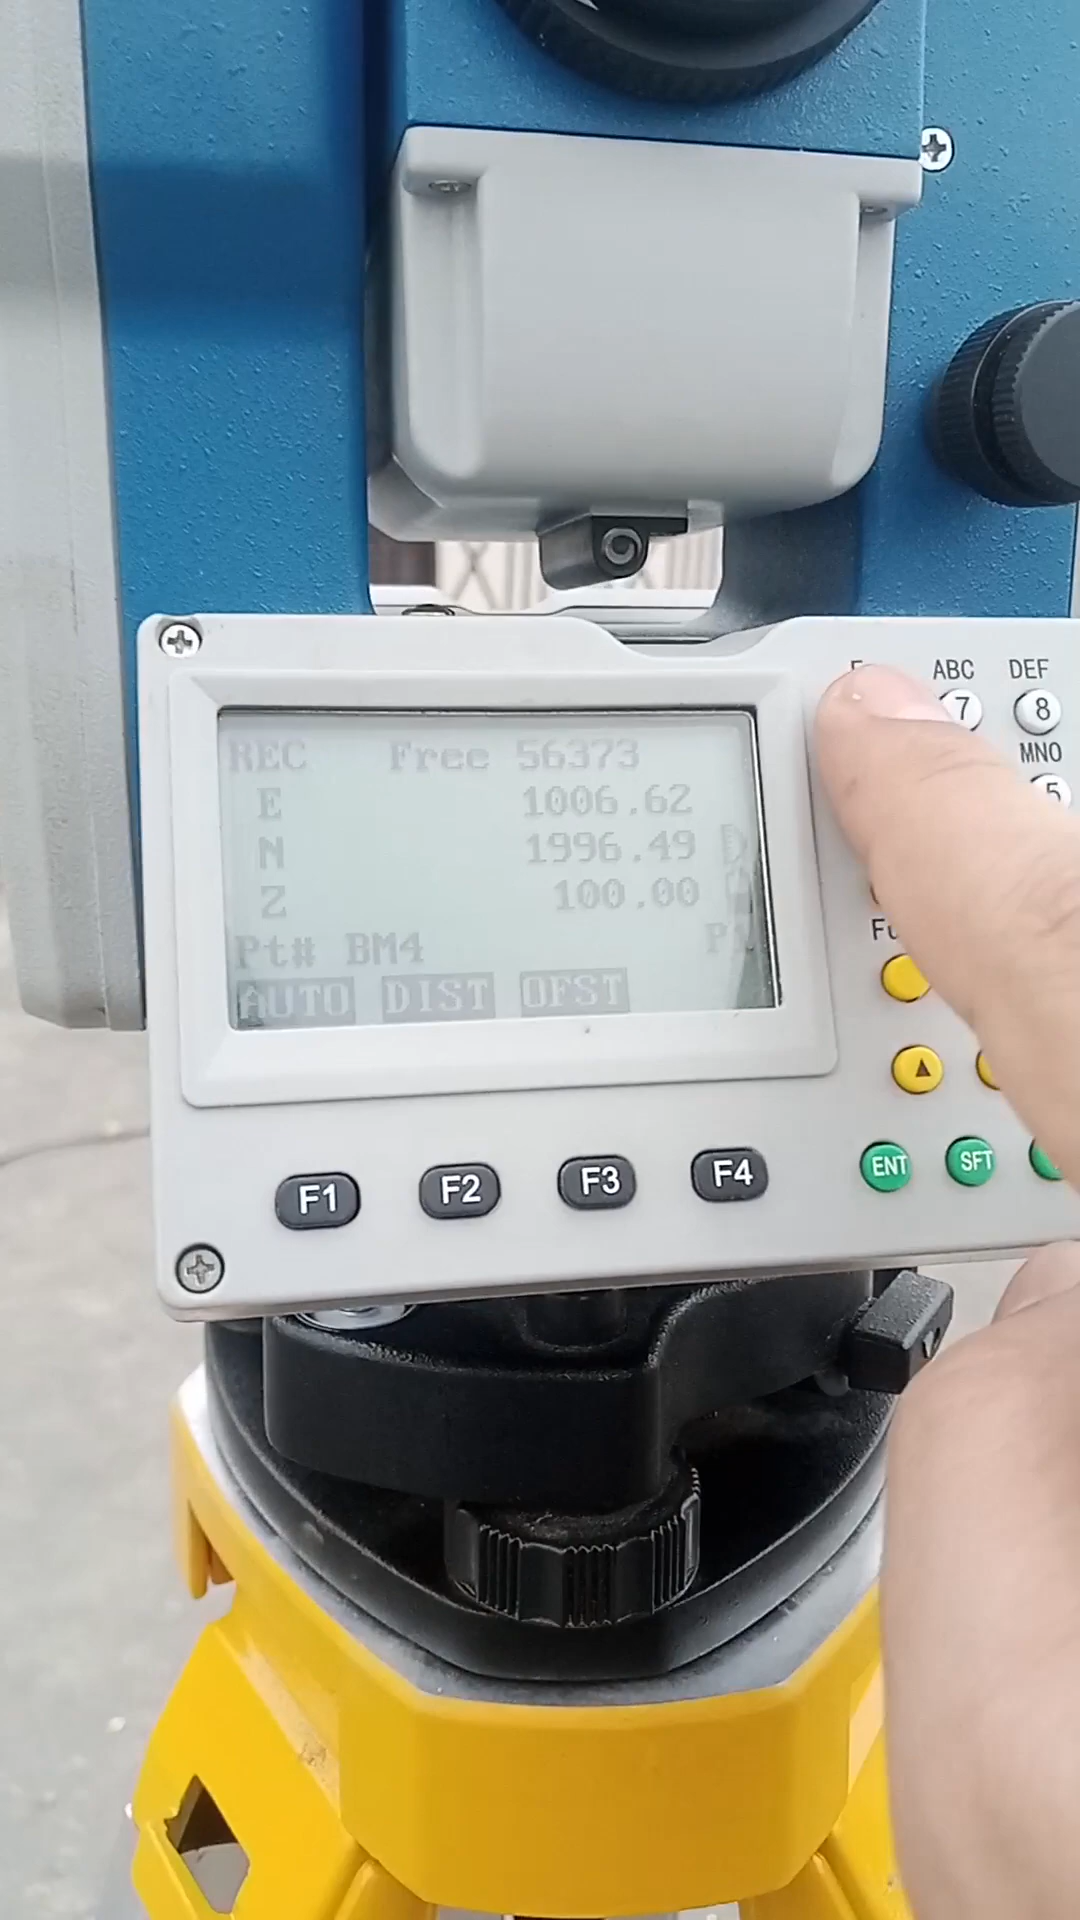 REC Free 56373
E 1006.62
N 1996.49
Z 100.00
Pt# BM4
AUTO DIST OFST
F1 F2 F3 F4
ABC DEF
7 8
MNO
5
ENT SFT